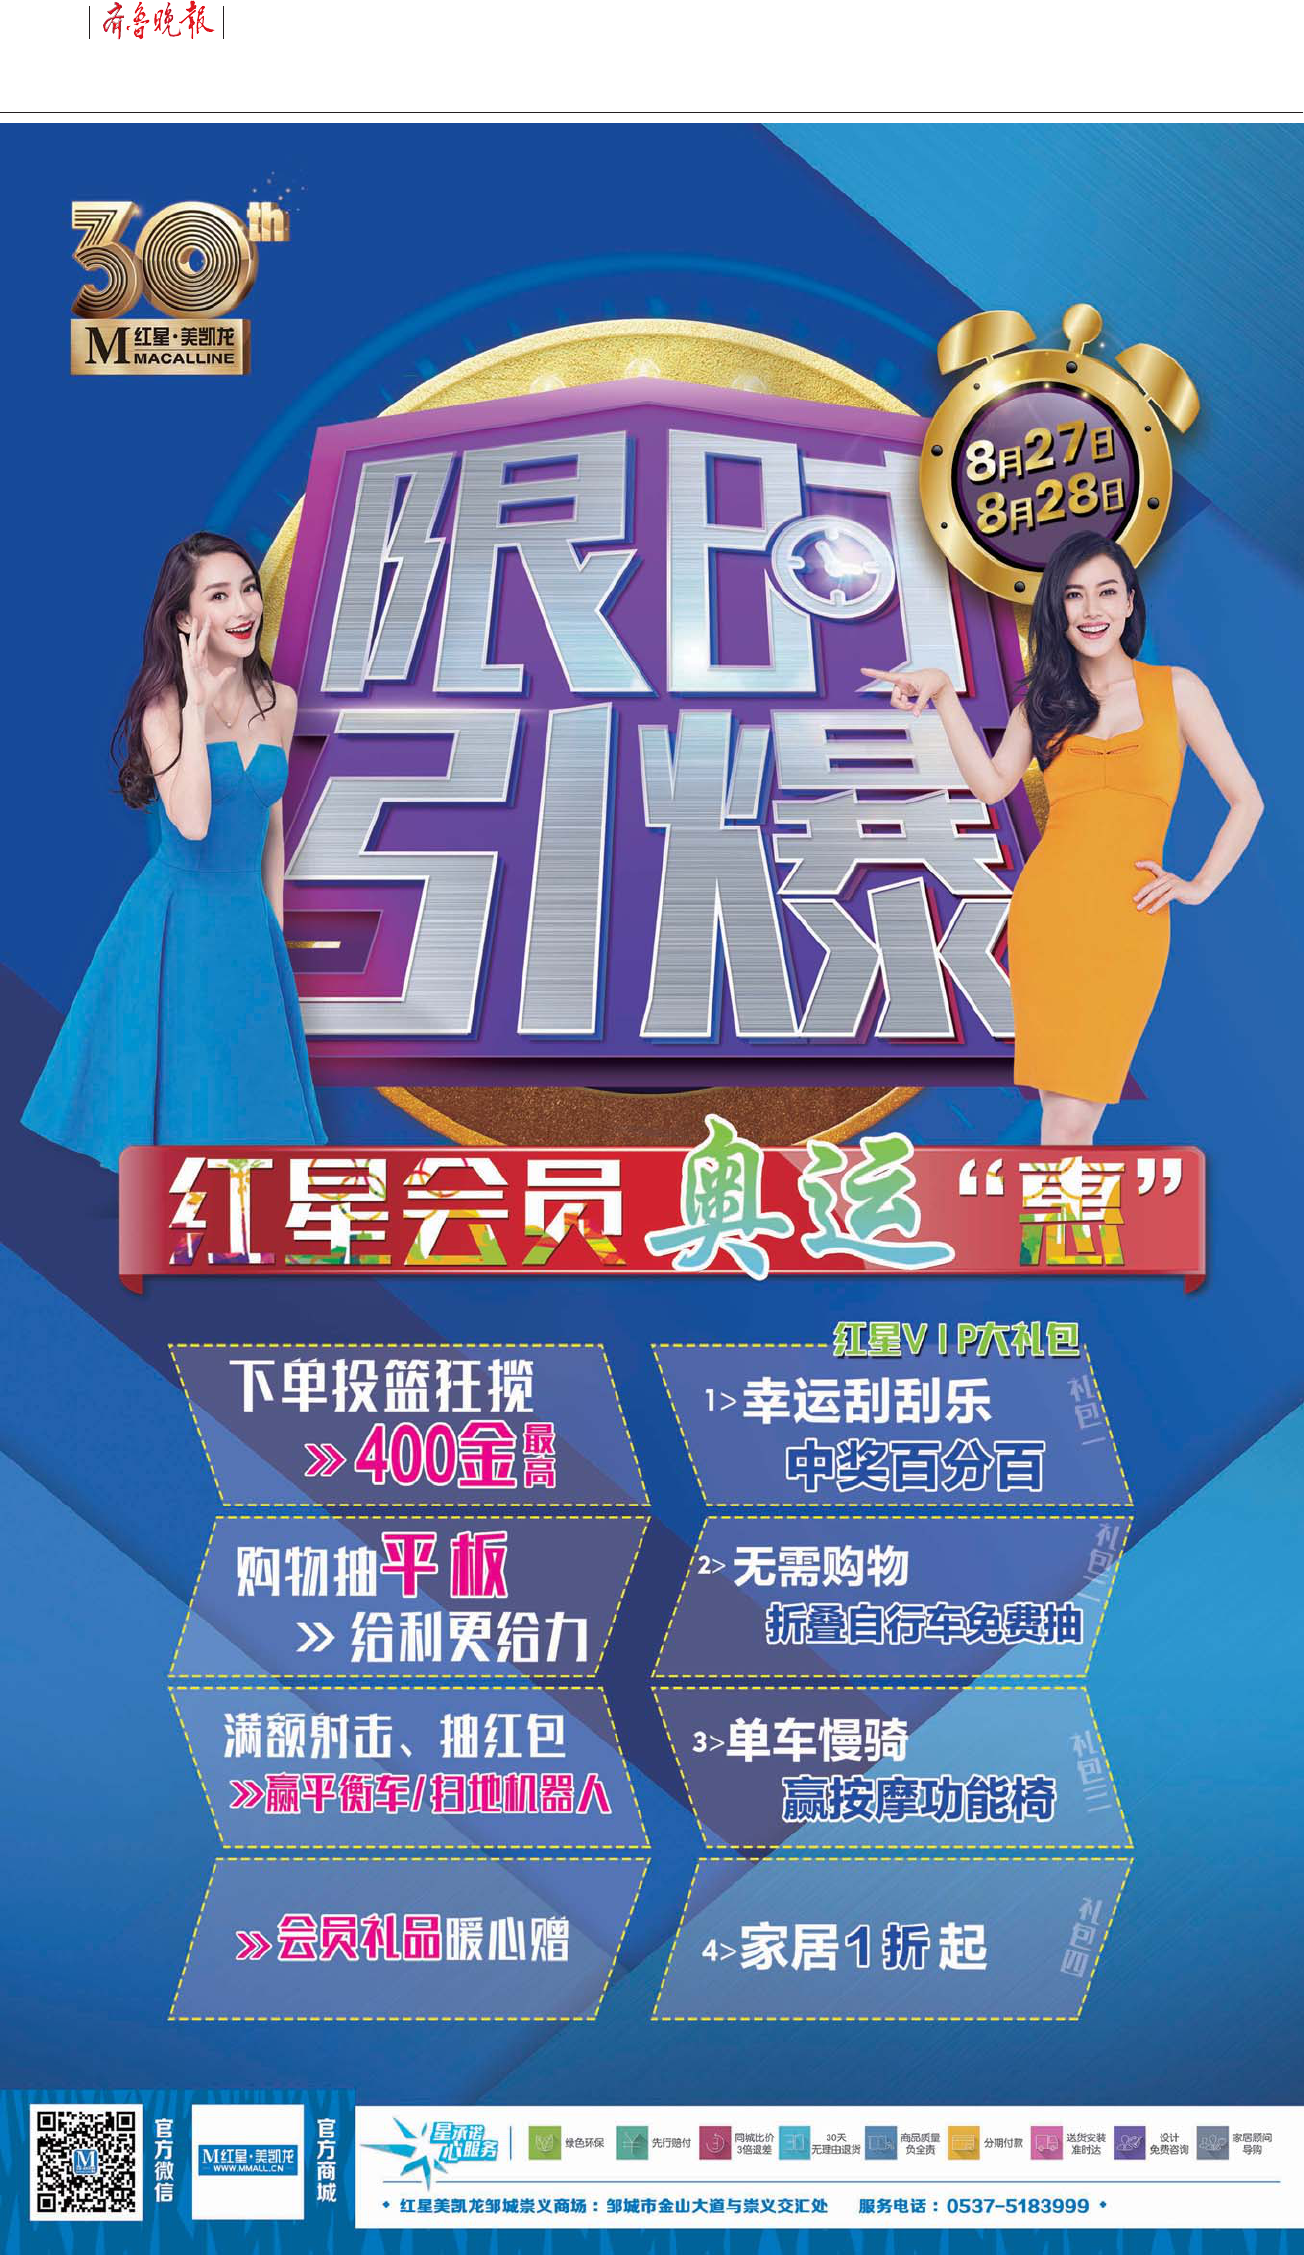 齐鲁晚报
30th
M 红星·美凯龙
MACALLINE
8月27日
8月28日
限时
引爆
红星会员奥运“惠”
下单投篮狂揽
》400金最高
购物抽平板
》给利更给力
满额射击、抽红包
》赢平衡车/扫地机器人
》会员礼品暖心赠
红星VIP大礼包
1>幸运刮刮乐
中奖百分百
礼包一
2>无需购物
折叠自行车免费抽
礼包二
3>单车慢骑
赢按摩功能椅
礼包三
4>家居1折起
礼包四
M
官方微信
M红星·美凯龙
WWW.MMALL.CN
官方商城
星承诺
心服务
绿色环保
先行赔付
同城比价
3倍退差
30天
无理由退货
商品质量
负全责
分期付款
送货安装
准时达
设计
免费咨询
家居顾问
导购
红星美凯龙邹城崇义商场：邹城市金山大道与崇义交汇处 服务电话：0537-5183999